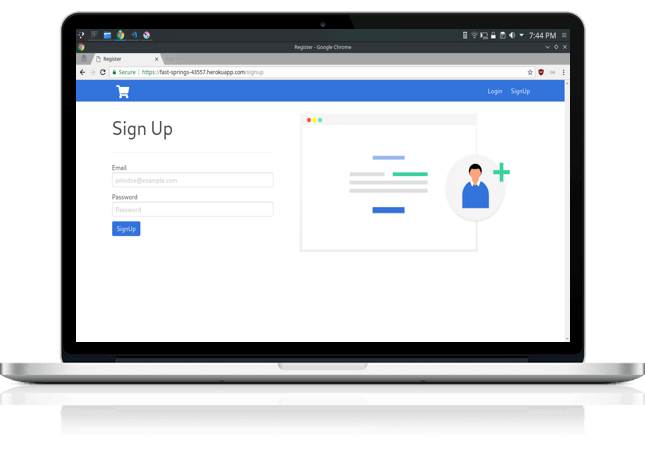 7:44 PM
Register - Google Chrome
Register
Secure
https://fast-springs-43557.herokuapp.com/signup
Login
SignUp
Sign Up
Email
johndoe@example.com
Password
Password
SignUp